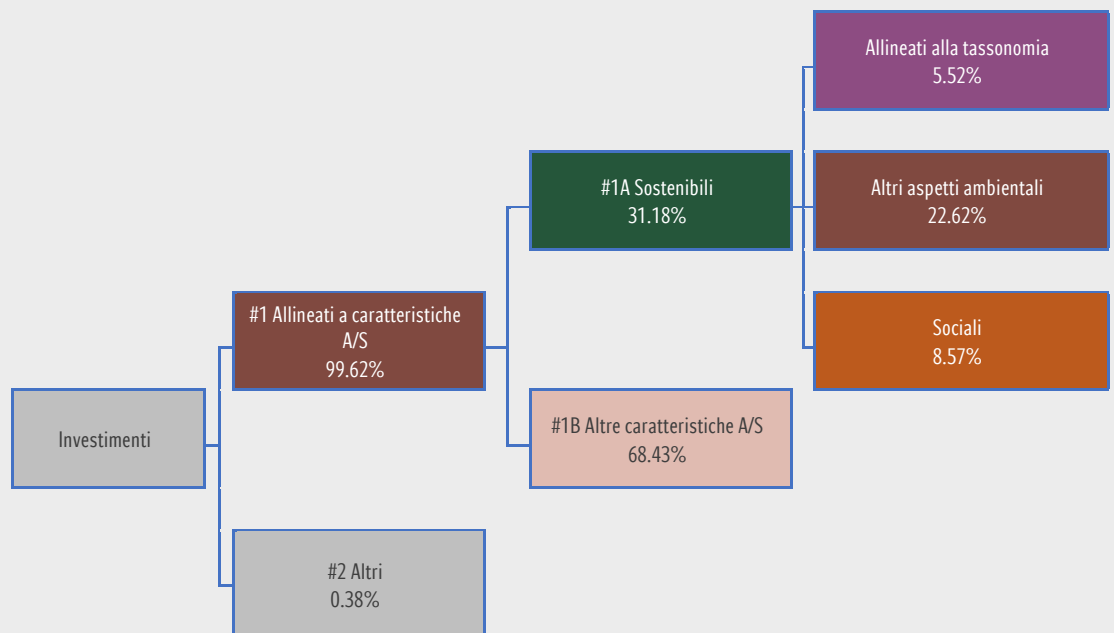 Allineati alla tassonomia
5.52%
#1A Sostenibili
31.18%
Altri aspetti ambientali
22.62%
#1 Allineati a caratteristiche
A/S
99.62%
Sociali
8.57%
Investimenti
#1B Altre caratteristiche A/S
68.43%
#2 Altri
0.38%